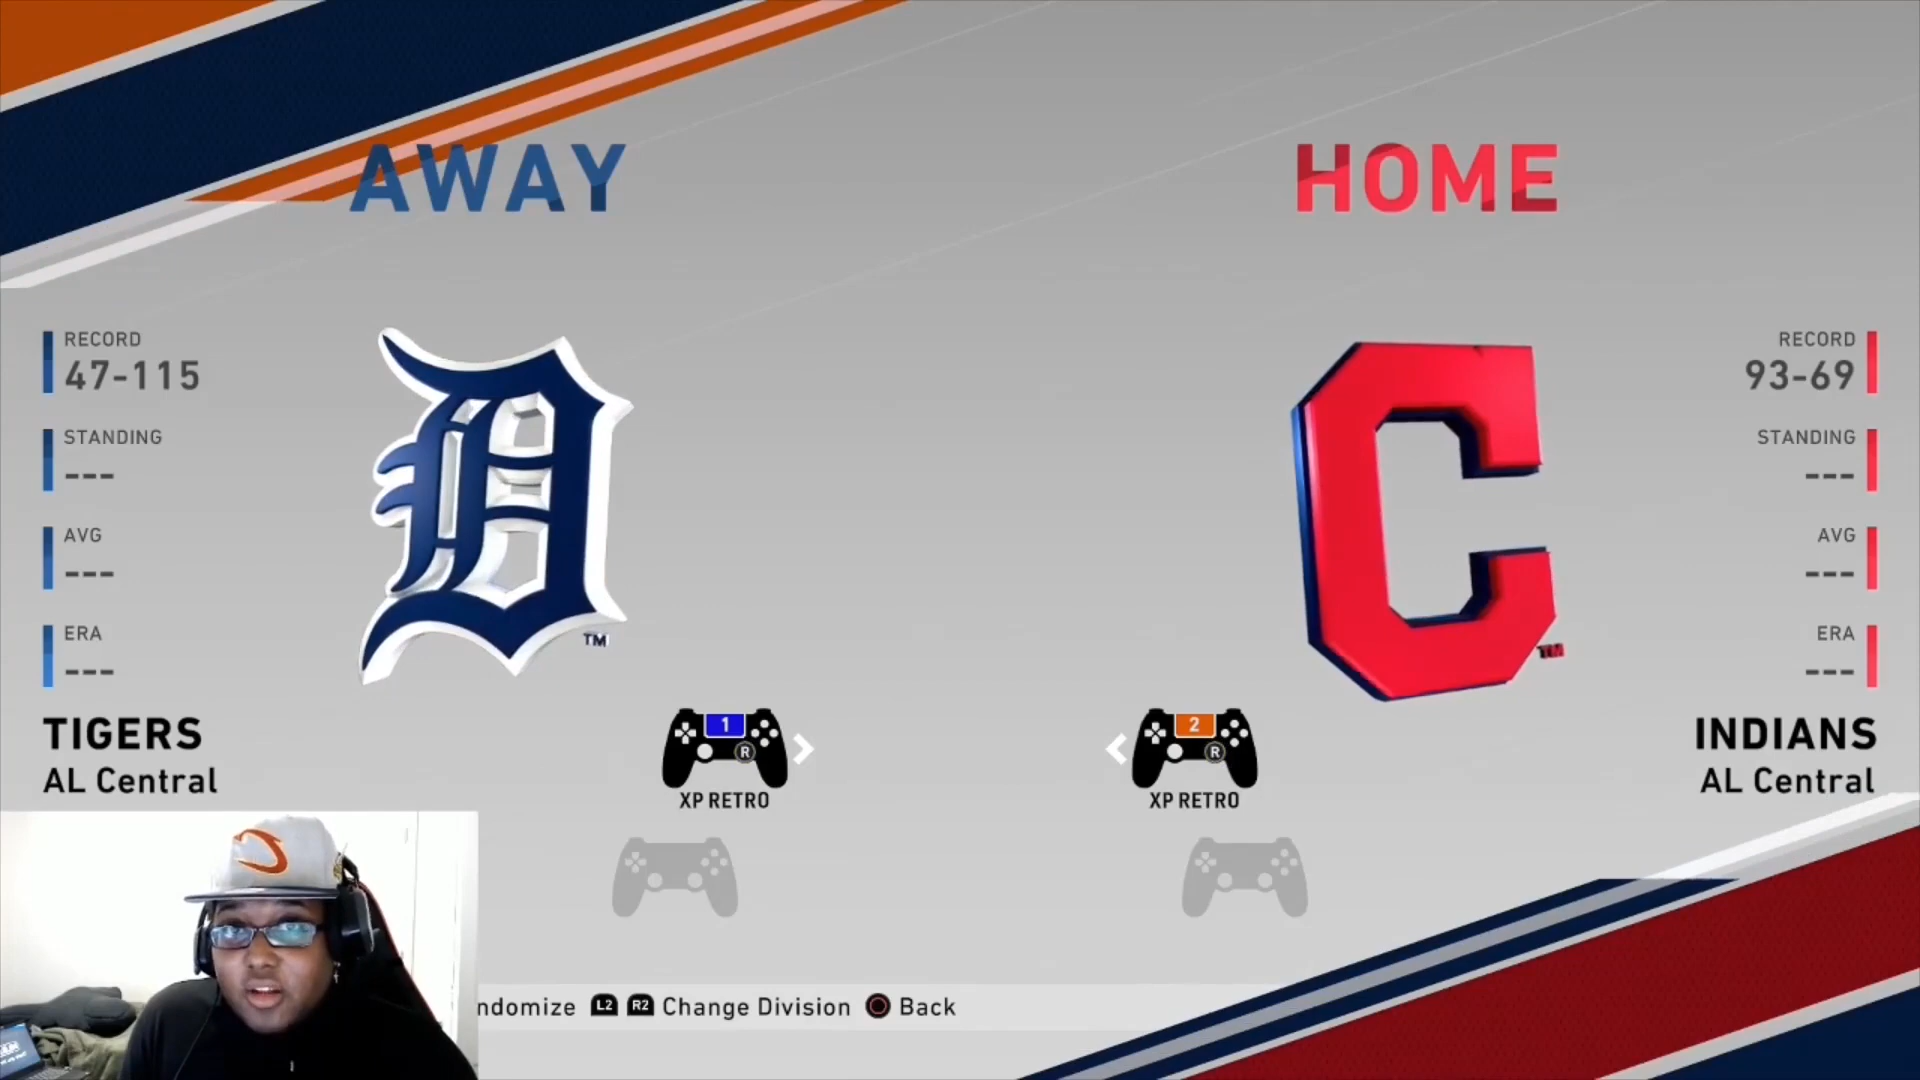 AWAY
HOME
RECORD
47-115
STANDING
---
AVG
---
ERA
---
TIGERS
AL Central
RECORD
93-69
STANDING
---
AVG
---
ERA
---
INDIANS
AL Central
D
TM
C
TM
1
R
XP RETRO
2
R
XP RETRO
ndomize L2 R2 Change Division Back